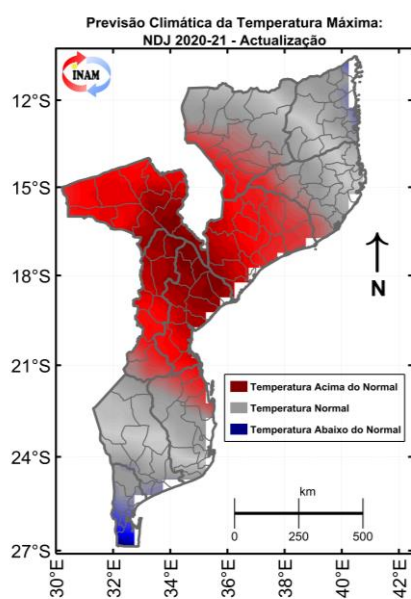 Previsão Climática da Temperatura Máxima:
NDJ 2020-21 - Actualização
INAM
12°S
15°S
18°S
21°S
24°S
27°S
N
Temperatura Acima do Normal
Temperatura Normal
Temperatura Abaixo do Normal
km
0 250 500
30°E 32°E 34°E 36°E 38°E 40°E 42°E